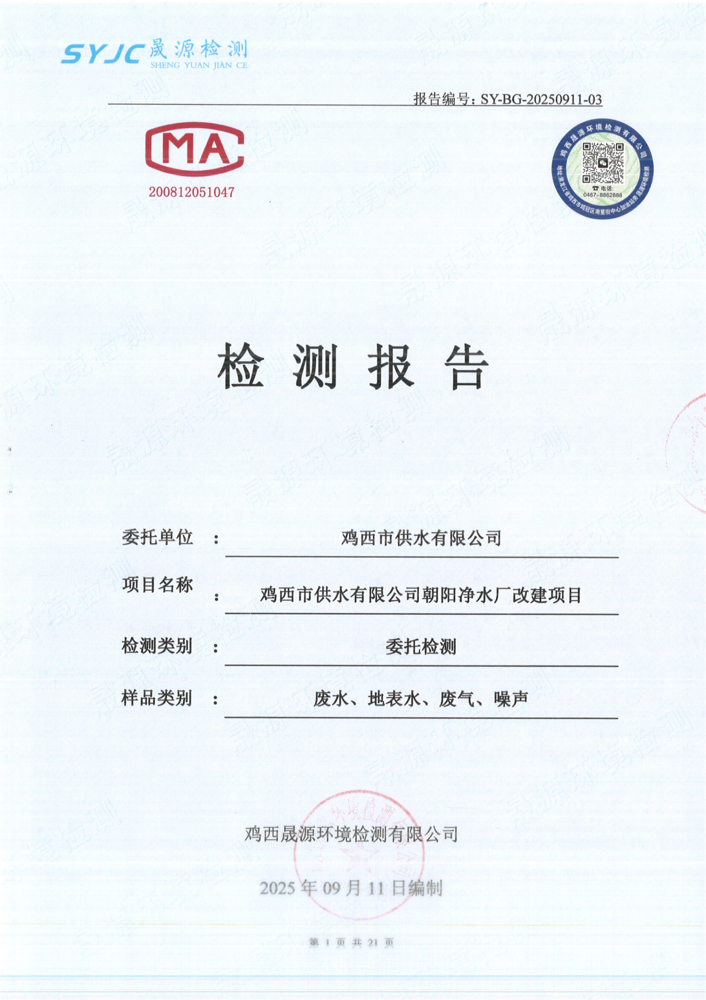 SYJC 晟源检测
SHENG YUAN JIAN CE
报告编号: SY-BG-20250911-03
MA
200812051047
鸡西晟源环境检测有限公司
电话:
0467-8862888
地址:黑龙江省鸡西市鸡冠区南星街中心加油站旁 晟源环境检测
检测报告
委托单位 : 鸡西市供水有限公司
项目名称 : 鸡西市供水有限公司朝阳净水厂改建项目
检测类别 : 委托检测
样品类别 : 废水、地表水、废气、噪声
鸡西晟源环境检测有限公司
2025 年 09 月 11 日编制
第 1 页 共 21 页